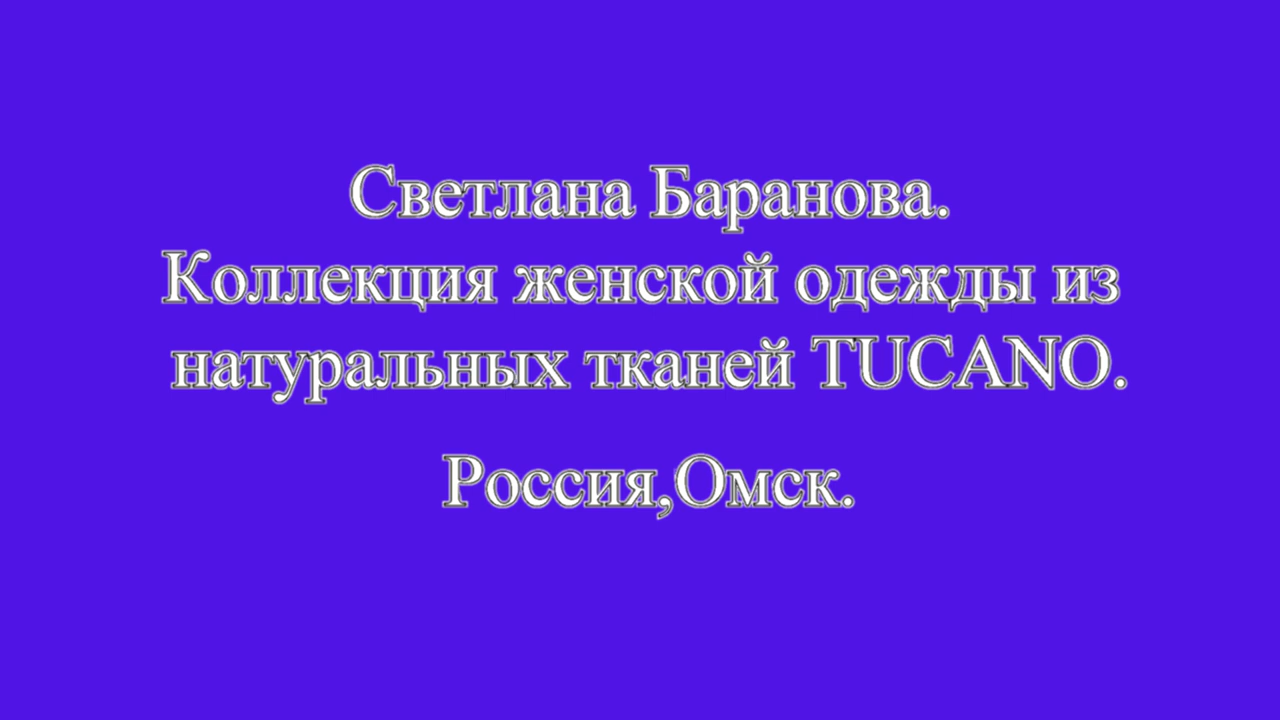 Светлана Баранова.
Коллекция женской одежды из
натуральных тканей TUCANO.
Россия,Омск.